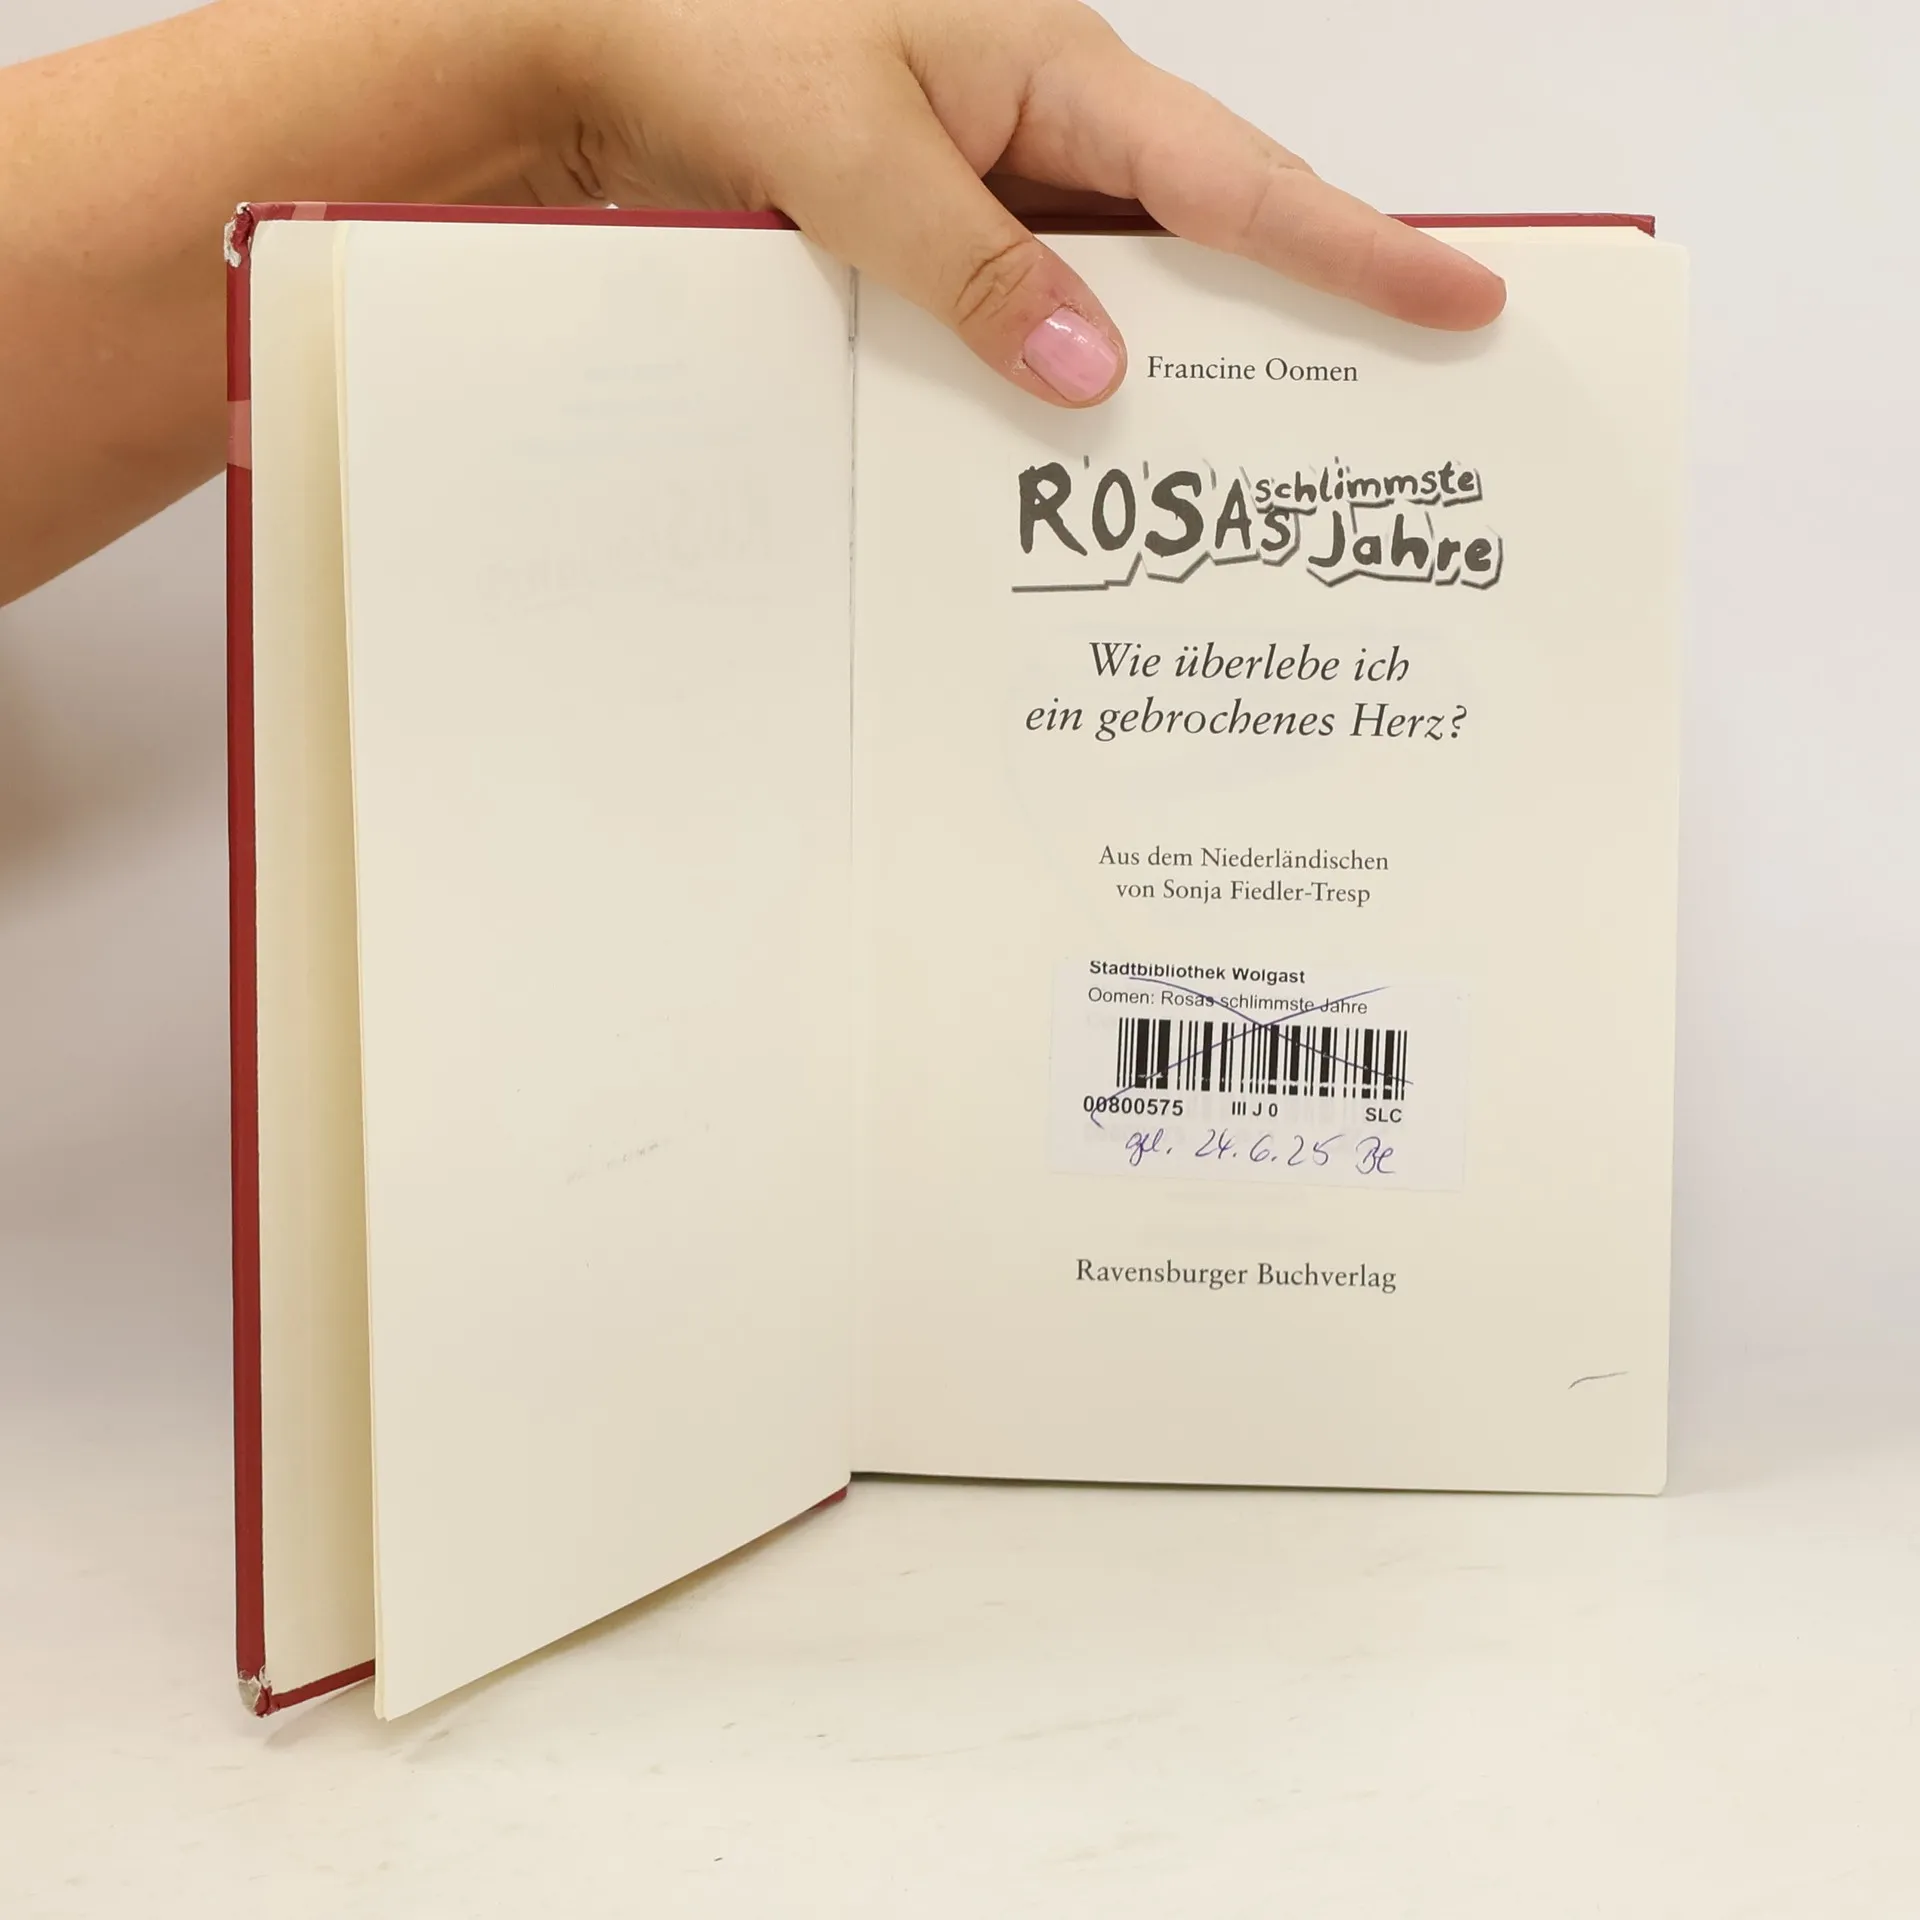 Francine Oomen
ROSAS schlimmste
Jahre
Wie überlebe ich
ein gebrochenes Herz?
Aus dem Niederländischen
von Sonja Fiedler-Tresp
Stadtbibliothek Wolgast
Oomen: Rosas schlimmste Jahre
00800575 III J 0 SLC
gel. 24.6.25 Be
Ravensburger Buchverlag